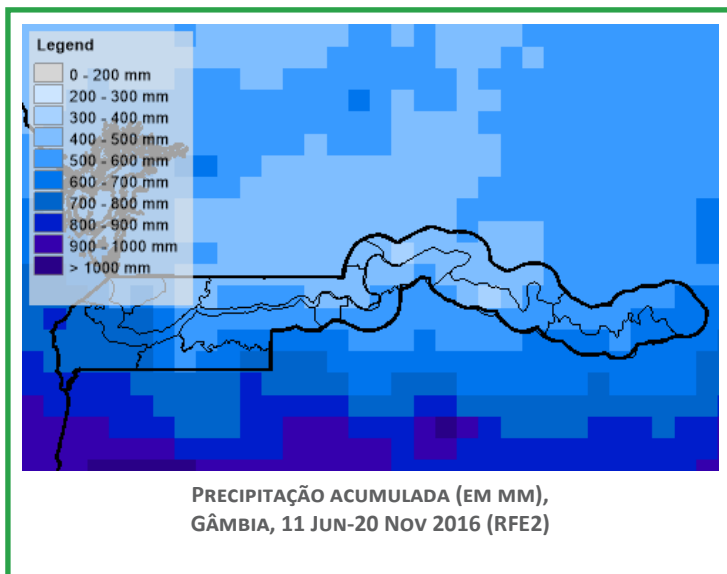 Legend
0 - 200 mm
200 - 300 mm
300 - 400 mm
400 - 500 mm
500 - 600 mm
600 - 700 mm
700 - 800 mm
800 - 900 mm
900 - 1000 mm
> 1000 mm
PRECIPITAÇÃO ACUMULADA (EM MM),
GÂMBIA, 11 JUN-20 NOV 2016 (RFE2)